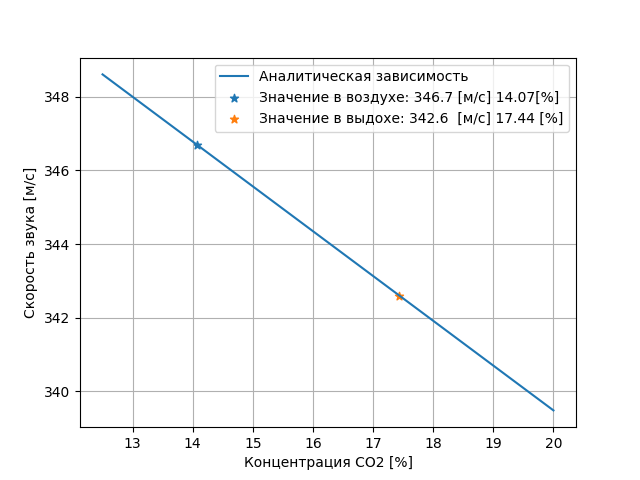 Аналитическая зависимость
Значение в воздухе: 346.7 [м/с] 14.07[%]
Значение в выдохе: 342.6  [м/с] 17.44 [%]
348
346
344
342
340
Скорость звука [м/с]
13 14 15 16 17 18 19 20
Концентрация CO2 [%]